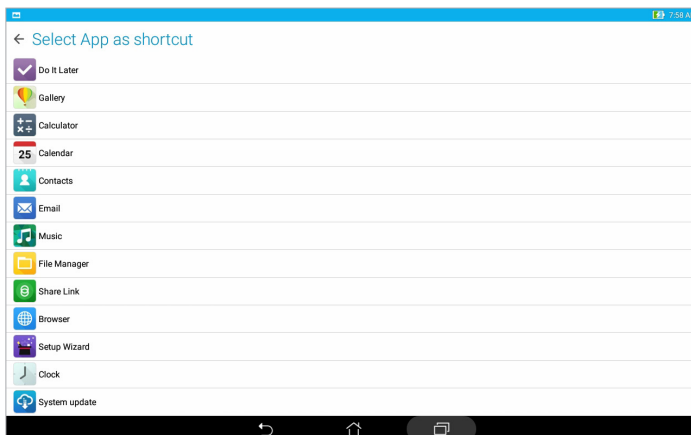 7:58 A
Select App as shortcut
Do It Later
Gallery
Calculator
25 Calendar
Contacts
Email
Music
File Manager
Share Link
Browser
Setup Wizard
Clock
System update